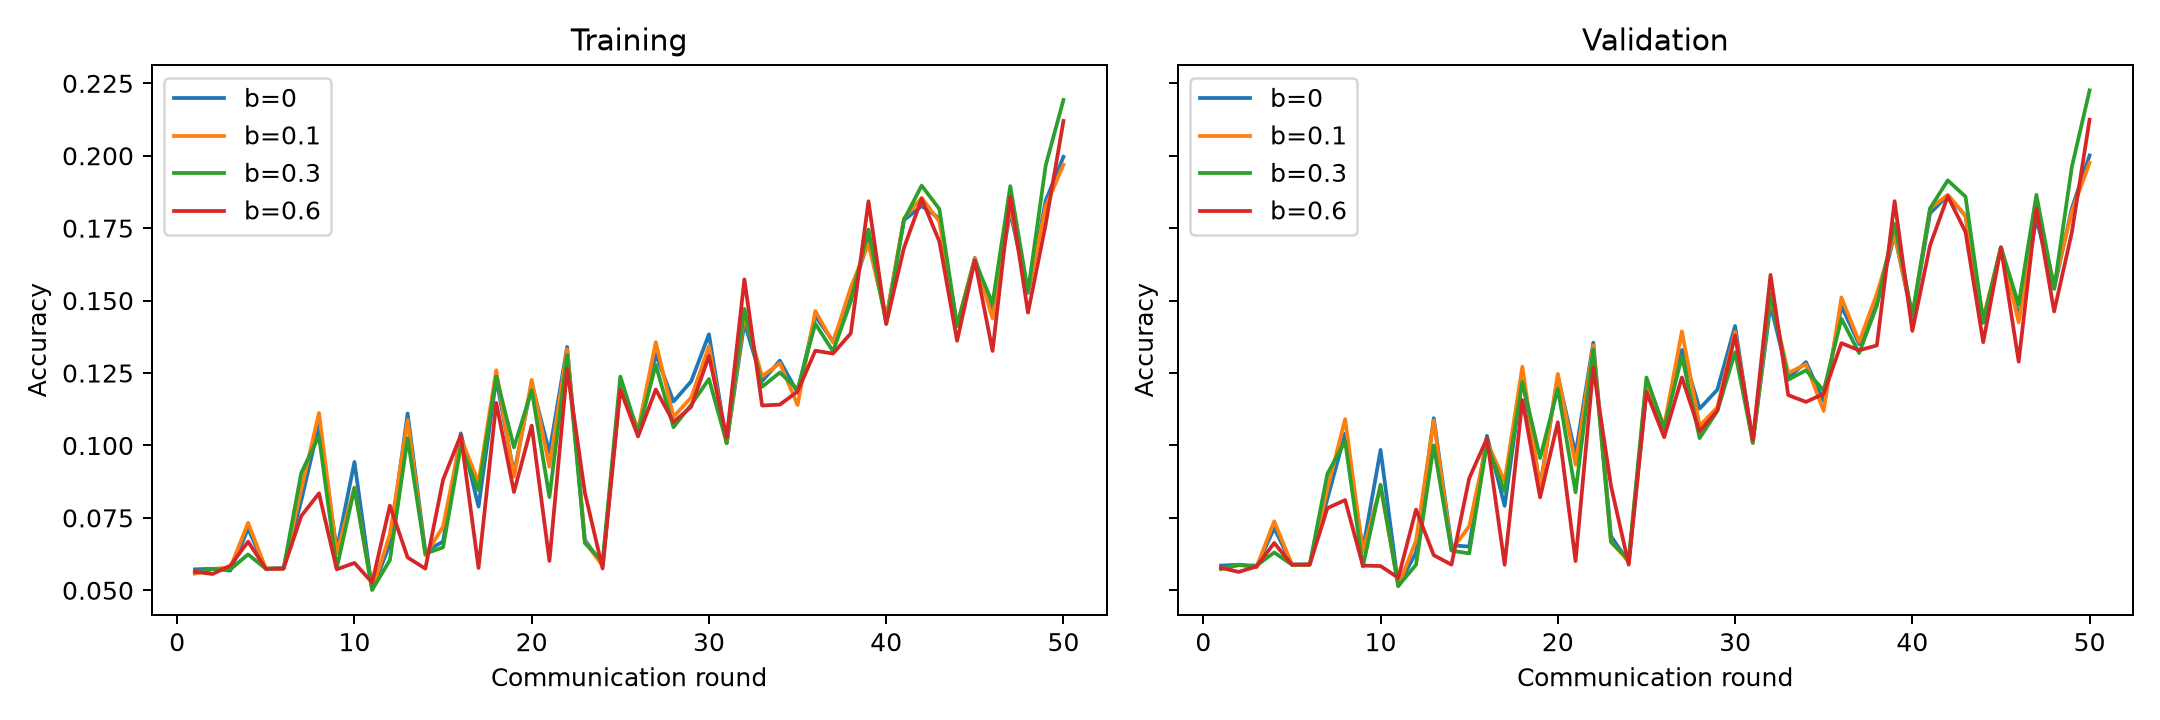 Training
Accuracy
0.225
0.200
0.175
0.150
0.125
0.100
0.075
0.050
b=0
b=0.1
b=0.3
b=0.6
0 10 20 30 40 50
Communication round
Validation
Accuracy
b=0
b=0.1
b=0.3
b=0.6
0 10 20 30 40 50
Communication round